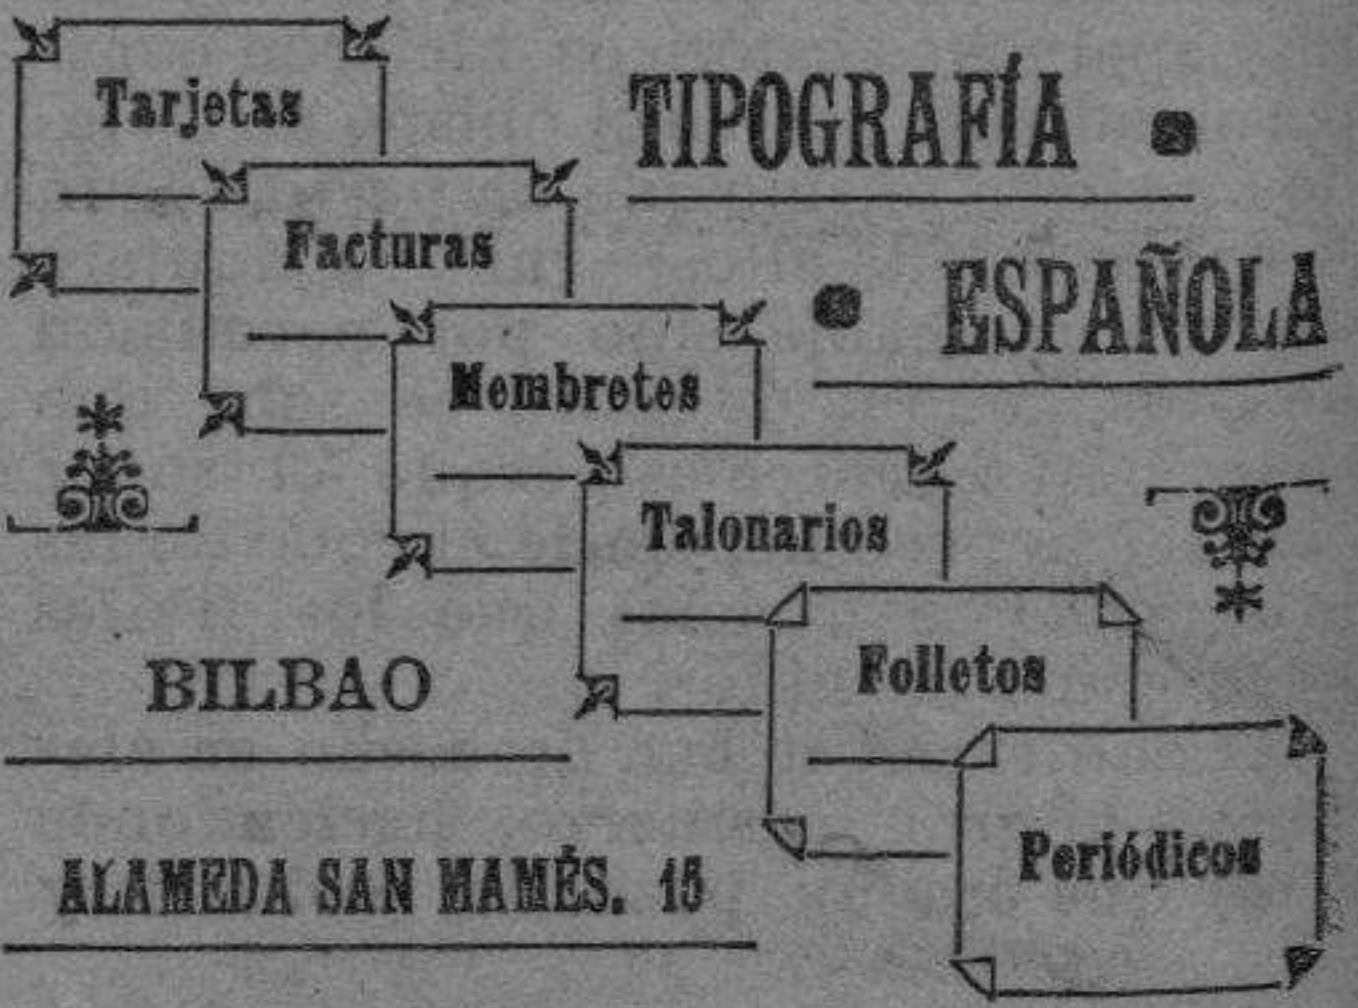 TIPOGRAFÍA
ESPAÑOLA
Tarjetas
Facturas
Membretes
Talonarios
Folletos
Periódicos
BILBAO
ALAMEDA SAN MAMÉS. 15